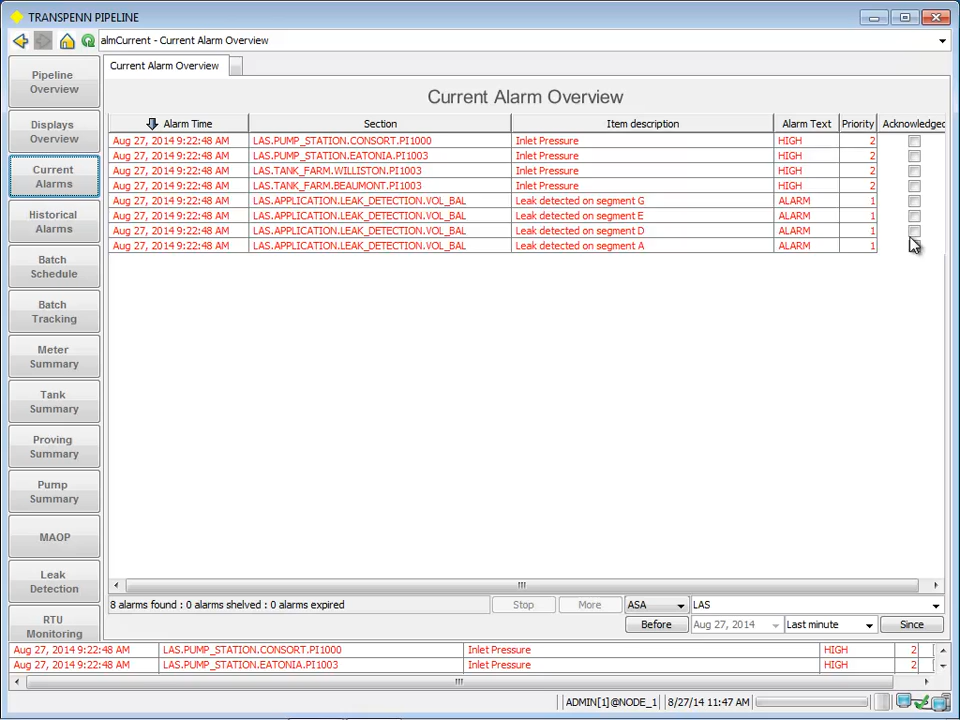 TRANSPENN PIPELINE
almCurrent - Current Alarm Overview
Pipeline
Overview
Displays
Overview
Current
Alarms
Historical
Alarms
Batch
Schedule
Batch
Tracking
Meter
Summary
Tank
Summary
Proving
Summary
Pump
Summary
MAOP
Leak
Detection
RTU
Monitoring
Current Alarm Overview
Current Alarm Overview
Alarm Time Section Item description Alarm Text Priority Acknowledged
Aug 27, 2014 9:22:48 AM LAS.PUMP_STATION.CONSORT.PI1000 Inlet Pressure HIGH 2
Aug 27, 2014 9:22:48 AM LAS.PUMP_STATION.EATONIA.PI1003 Inlet Pressure HIGH 2
Aug 27, 2014 9:22:48 AM LAS.TANK_FARM.WILLISTON.PI1003 Inlet Pressure HIGH 2
Aug 27, 2014 9:22:48 AM LAS.TANK_FARM.BEAUMONT.PI1003 Inlet Pressure HIGH 2
Aug 27, 2014 9:22:48 AM LAS.APPLICATION.LEAK_DETECTION.VOL_BAL Leak detected on segment G ALARM 1
Aug 27, 2014 9:22:48 AM LAS.APPLICATION.LEAK_DETECTION.VOL_BAL Leak detected on segment E ALARM 1
Aug 27, 2014 9:22:48 AM LAS.APPLICATION.LEAK_DETECTION.VOL_BAL Leak detected on segment D ALARM 1
Aug 27, 2014 9:22:48 AM LAS.APPLICATION.LEAK_DETECTION.VOL_BAL Leak detected on segment A ALARM 1
8 alarms found : 0 alarms shelved : 0 alarms expired Stop More ASA LAS
Before Aug 27, 2014 Last minute Since
Aug 27, 2014 9:22:48 AM LAS.PUMP_STATION.CONSORT.PI1000 Inlet Pressure HIGH 2
Aug 27, 2014 9:22:48 AM LAS.PUMP_STATION.EATONIA.PI1003 Inlet Pressure HIGH 2
ADMIN[1]@NODE_1 8/27/14 11:47 AM